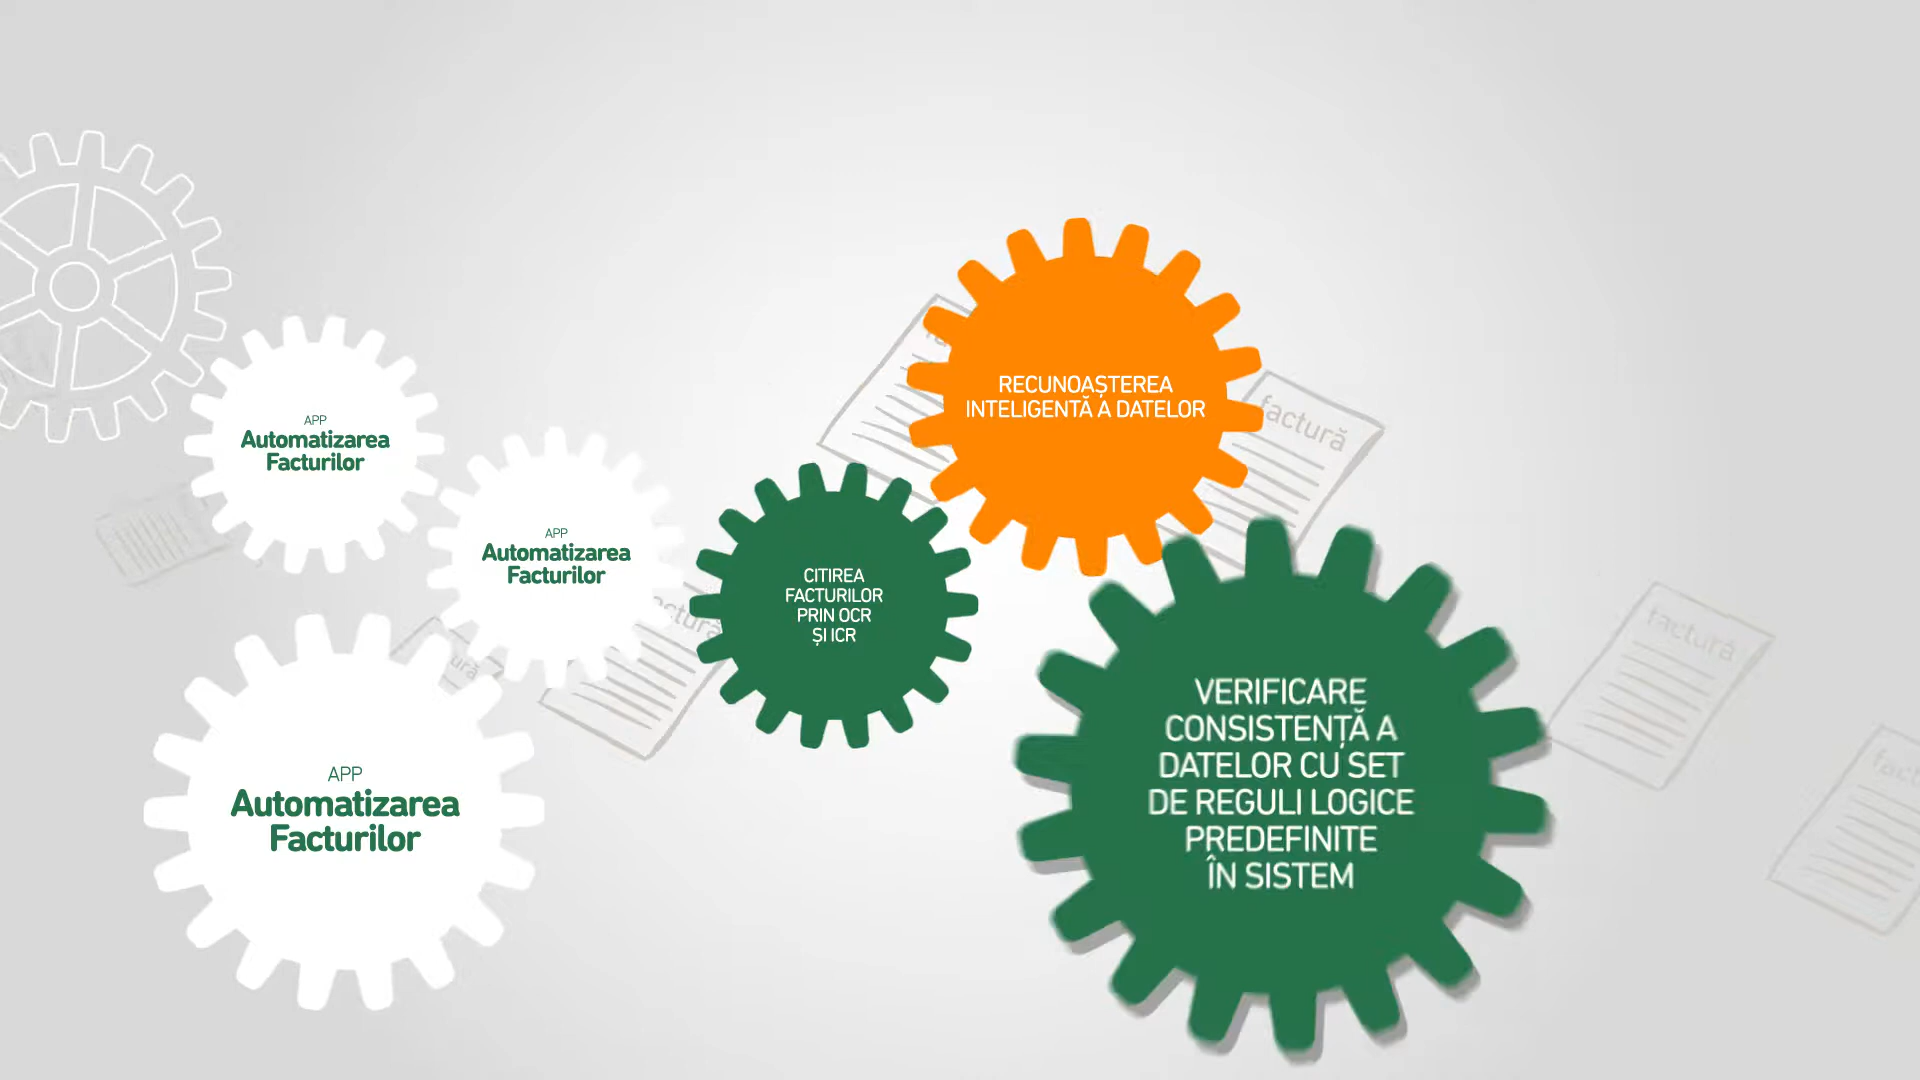 APP
Automatizarea
Facturilor
APP
Automatizarea
Facturilor
APP
Automatizarea
Facturilor
CITIREA
FACTURILOR
PRIN OCR
ȘI ICR
RECUNOAȘTEREA
INTELIGENTĂ A DATELOR
factură
VERIFICARE
CONSISTENȚĂ A
DATELOR CU SET
DE REGULI LOGICE
PREDEFINITE
ÎN SISTEM
factură